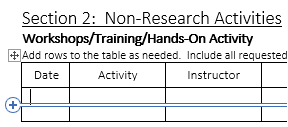 Section 2:  Non-Research Activities
Workshops/Training/Hands-On Activity
Add rows to the table as needed.  Include all requested
Date Activity Instructor